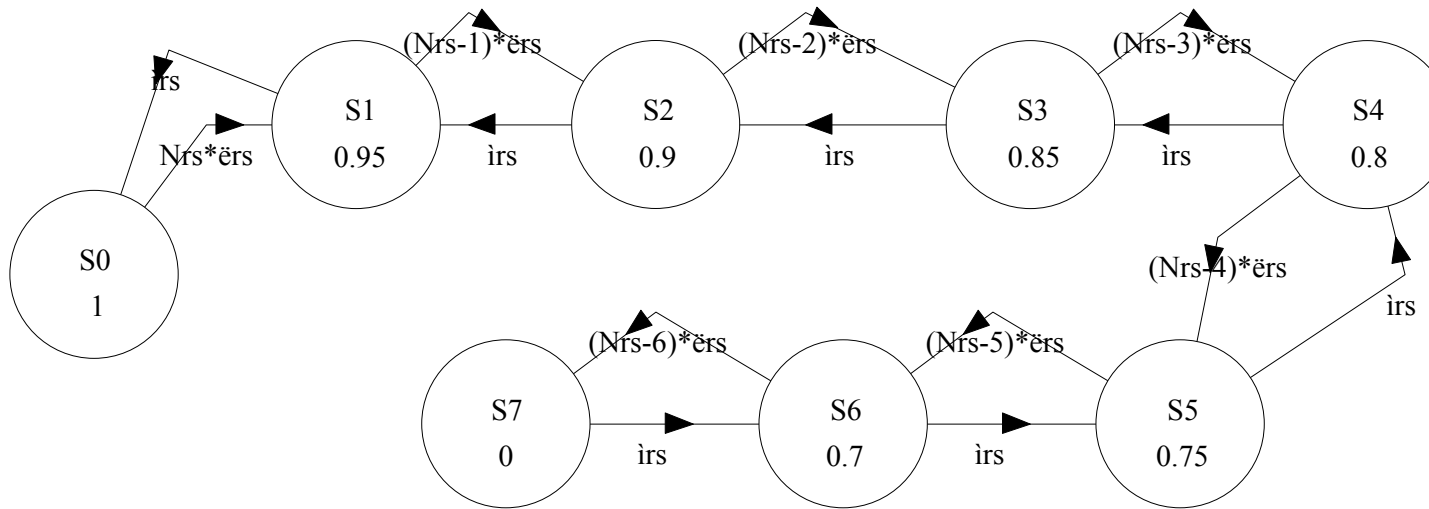 (Nrs-1)*ërs
(Nrs-2)*ërs
(Nrs-3)*ërs
ìrs
S1
0.95
S2
0.9
S3
0.85
S4
0.8
Nrs*ërs
ìrs
ìrs
ìrs
S0
1
(Nrs-4)*ërs
ìrs
(Nrs-6)*ërs
(Nrs-5)*ërs
S7
0
S6
0.7
S5
0.75
ìrs
ìrs